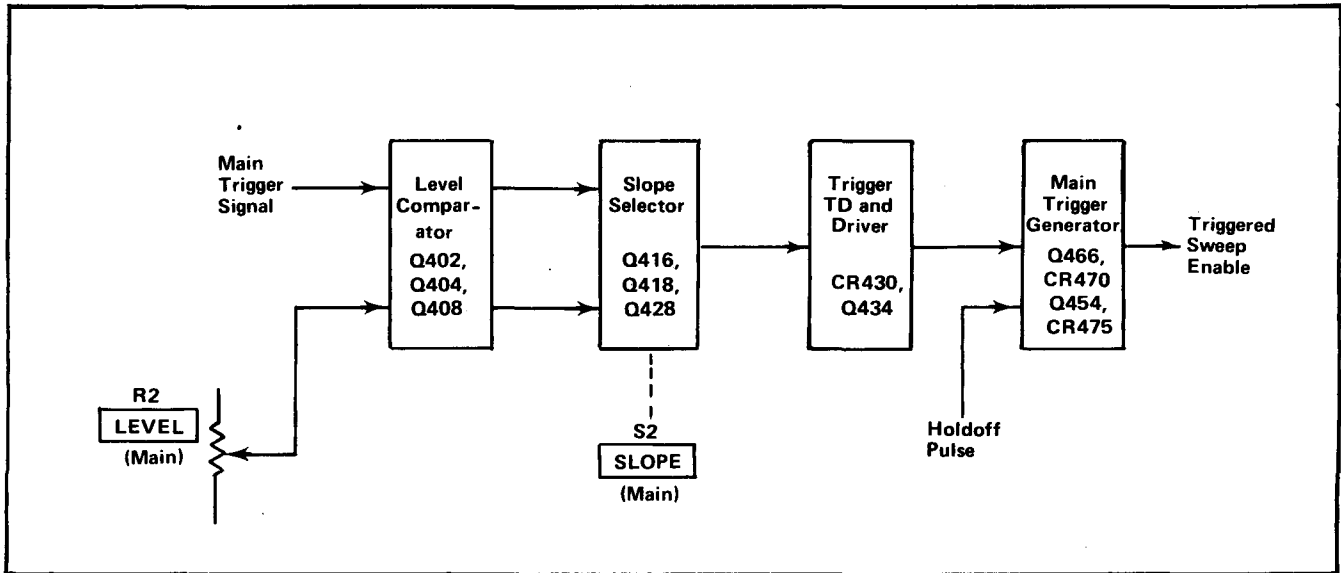 Main
Trigger
Signal
Level
Compar-
ator
Q402,
Q404,
Q408
Slope
Selector
Q416,
Q418,
Q428
Trigger
TD and
Driver
CR430,
Q434
Main
Trigger
Generator
Q466,
CR470
Q454,
CR475
Triggered
Sweep
Enable
R2
LEVEL
(Main)
S2
SLOPE
(Main)
Holdoff
Pulse